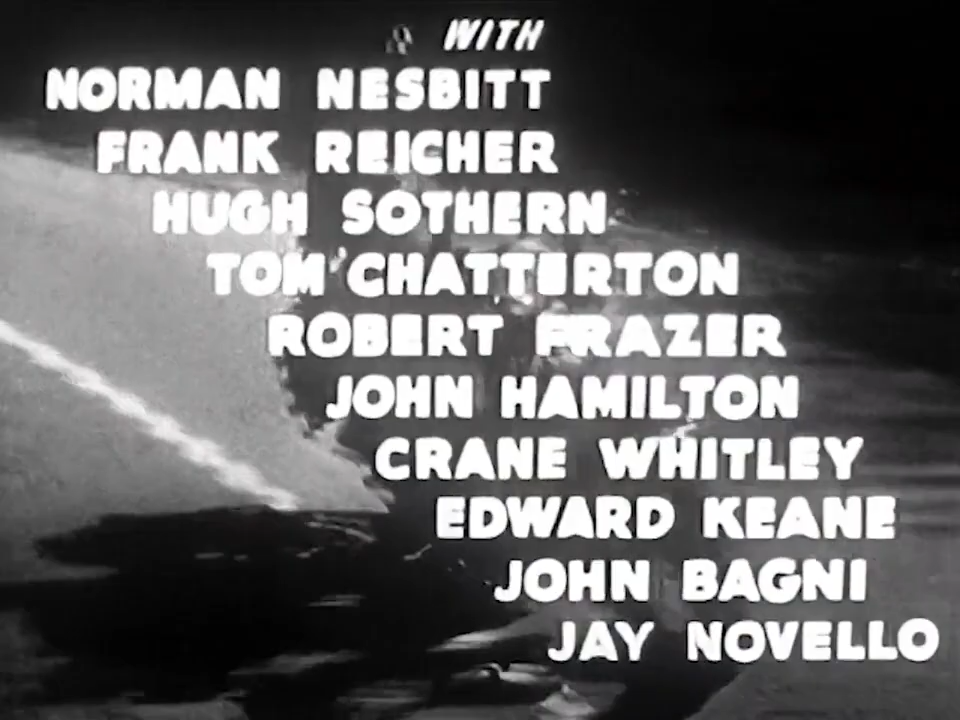 WITH
NORMAN NESBITT
FRANK REICHER
HUGH SOTHERN
TOM CHATTERTON
ROBERT FRAZER
JOHN HAMILTON
CRANE WHITLEY
EDWARD KEANE
JOHN BAGNI
JAY NOVELLO